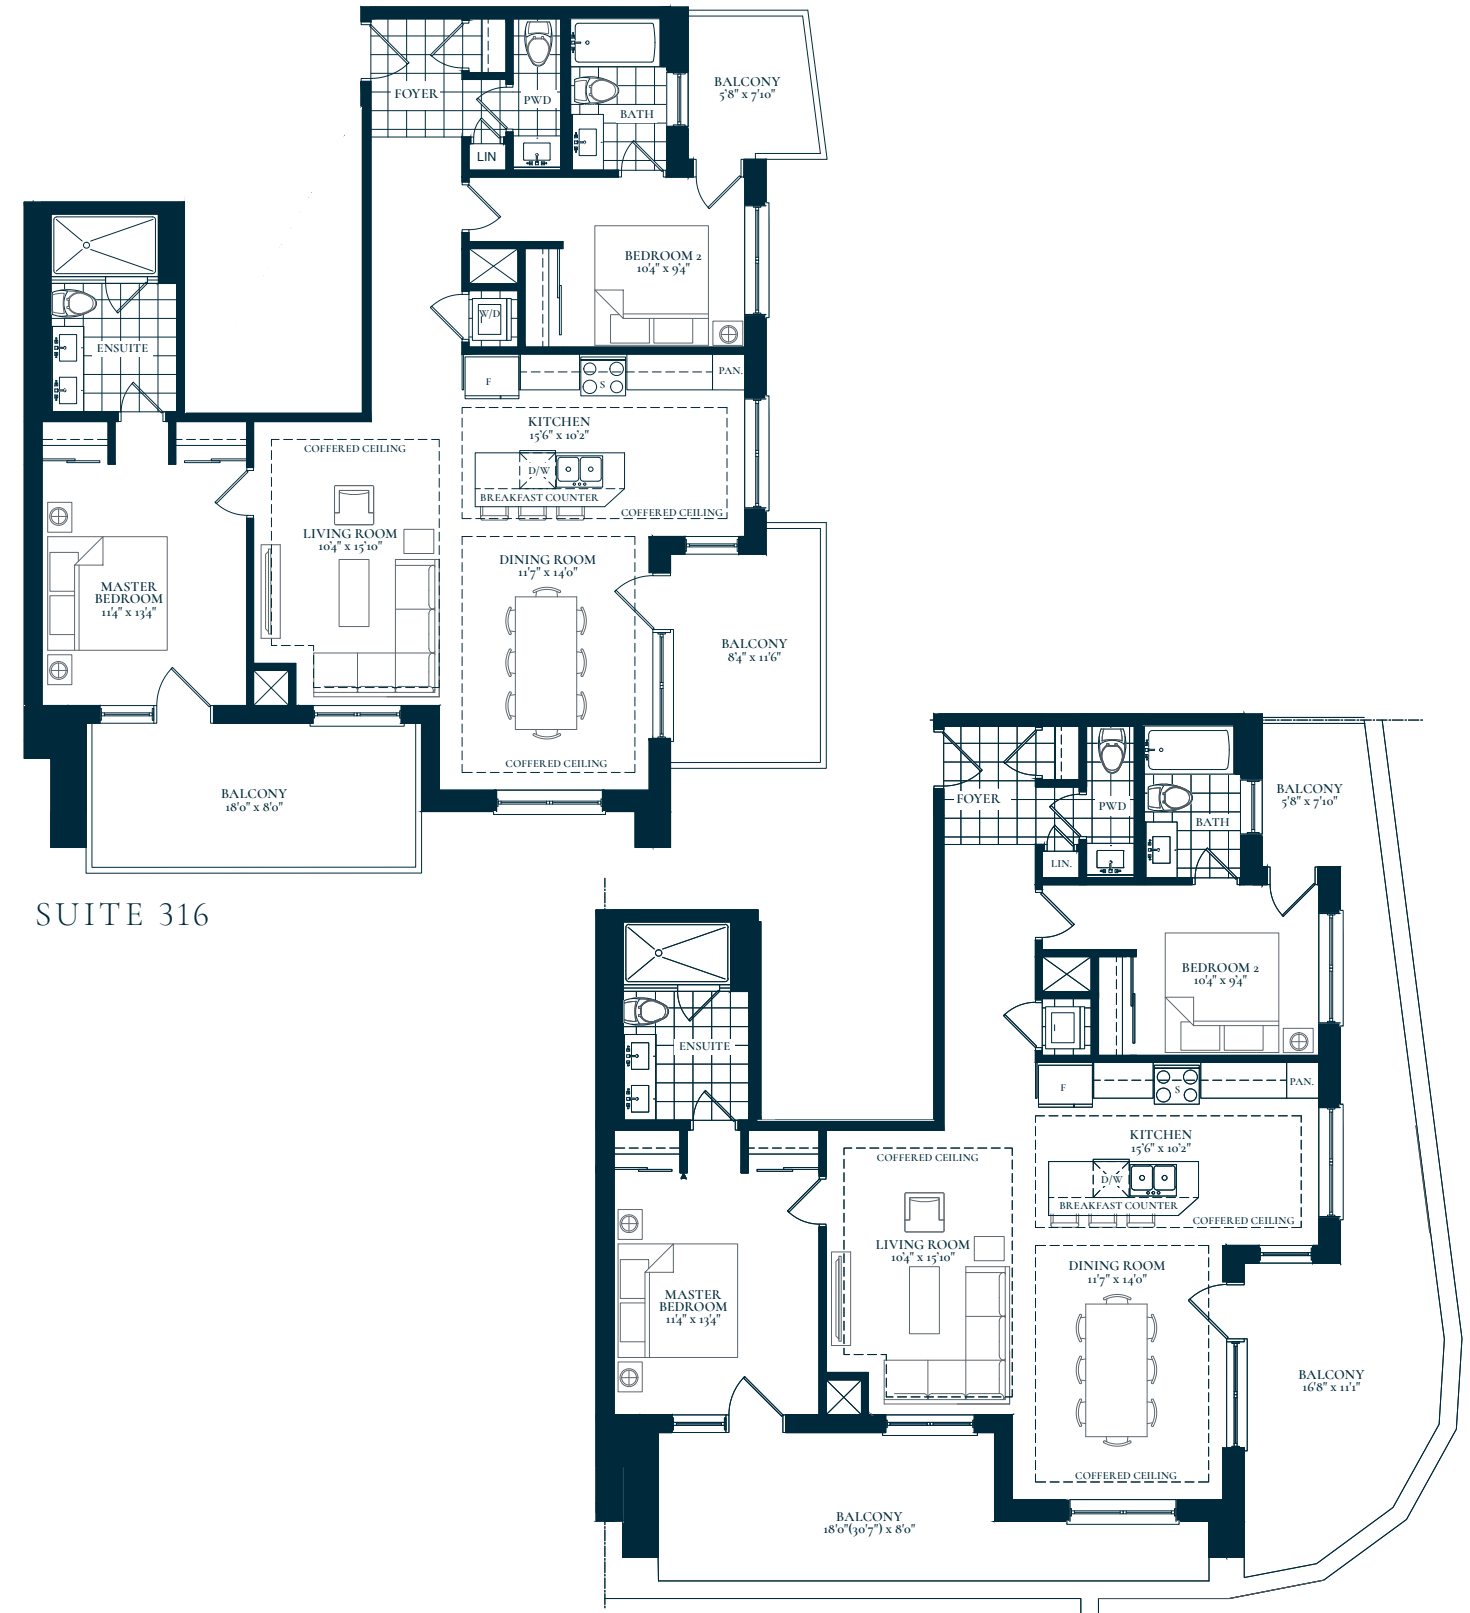 BALCONY
5'8" x 7'10"
FOYER
PWD
BATH
LIN
BEDROOM 2
10'4" x 9'4"
W/D
ENSUITE
F
S
PAN.
KITCHEN
15'6" x 10'2"
COFFERED CEILING
D/W
BREAKFAST COUNTER
COFFERED CEILING
LIVING ROOM
10'4" x 15'10"
DINING ROOM
11'7" x 14'0"
MASTER
BEDROOM
11'4" x 13'4"
BALCONY
8'4" x 11'6"
COFFERED CEILING
BALCONY
18'0" x 8'0"
SUITE 316
BALCONY
5'8" x 7'10"
FOYER
PWD
BATH
LIN.
BEDROOM 2
10'4" x 9'4"
ENSUITE
F
S
PAN.
KITCHEN
15'6" x 10'2"
COFFERED CEILING
D/W
BREAKFAST COUNTER
COFFERED CEILING
LIVING ROOM
10'4" x 15'10"
DINING ROOM
11'7" x 14'0"
MASTER
BEDROOM
11'4" x 13'4"
BALCONY
16'8" x 11'1"
COFFERED CEILING
BALCONY
18'0"(30'7") x 8'0"